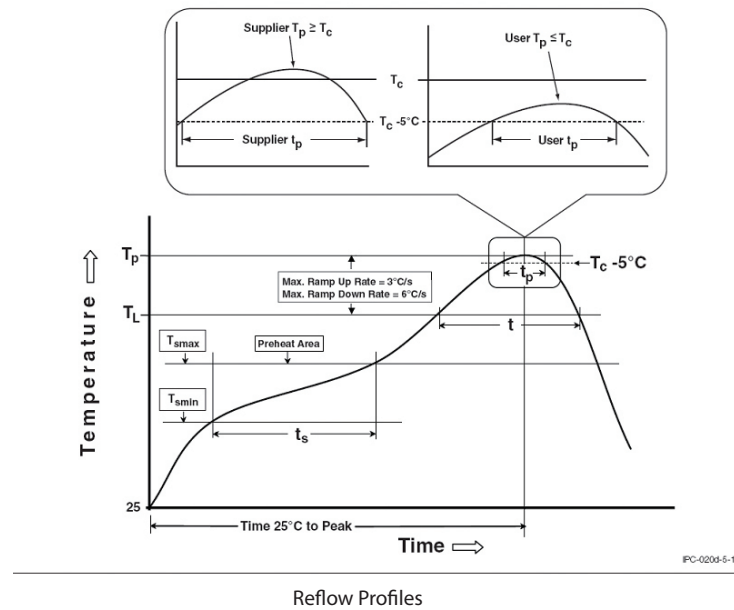 Supplier Tp ≥ Tc
User Tp ≤ Tc
Tc
Tc -5°C
Supplier tp
User tp
Tp
Tc -5°C
tp
Max. Ramp Up Rate = 3°C/s
Max. Ramp Down Rate = 6°C/s
TL
t
Tsmax
Preheat Area
Tsmin
ts
Temperature
25
Time 25°C to Peak
Time
IPC-020d-5-1
Reflow Profiles